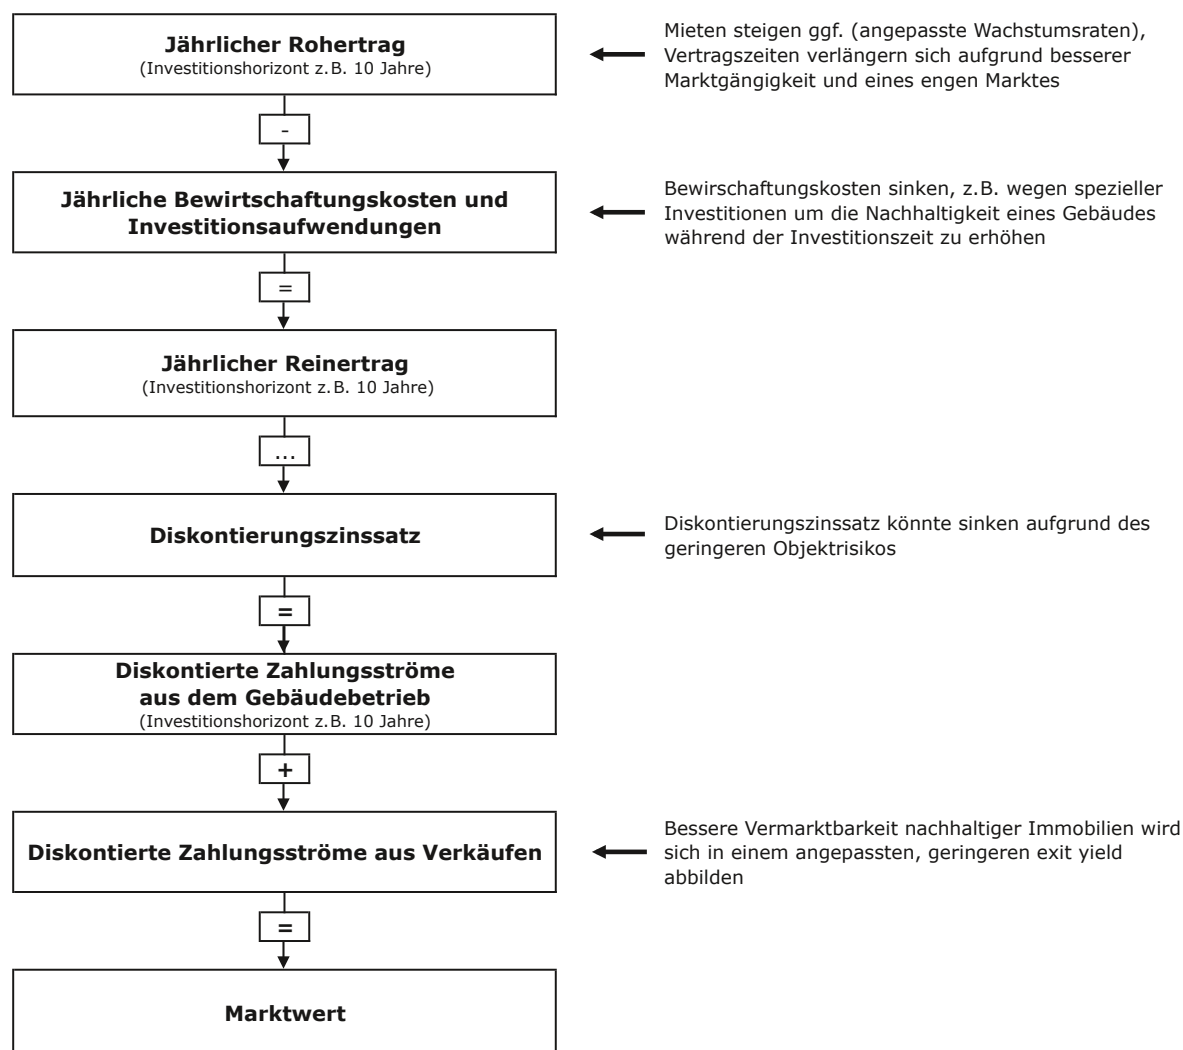 Jährlicher Rohertrag
(Investitionshorizont z.B. 10 Jahre)
Mieten steigen ggf. (angepasste Wachstumsraten),
Vertragszeiten verlängern sich aufgrund besserer
Marktgängigkeit und eines engen Marktes
-
Jährliche Bewirtschaftungskosten und
Investitionsaufwendungen
Bewirschaftungskosten sinken, z.B. wegen spezieller
Investitionen um die Nachhaltigkeit eines Gebäudes
während der Investitionszeit zu erhöhen
=
Jährlicher Reinertrag
(Investitionshorizont z.B. 10 Jahre)
...
Diskontierungszinssatz
Diskontierungszinssatz könnte sinken aufgrund des
geringeren Objektrisikos
=
Diskontierte Zahlungsströme
aus dem Gebäudebetrieb
(Investitionshorizont z.B. 10 Jahre)
+
Diskontierte Zahlungsströme aus Verkäufen
Bessere Vermarktbarkeit nachhaltiger Immobilien wird
sich in einem angepassten, geringeren exit yield
abbilden
=
Marktwert